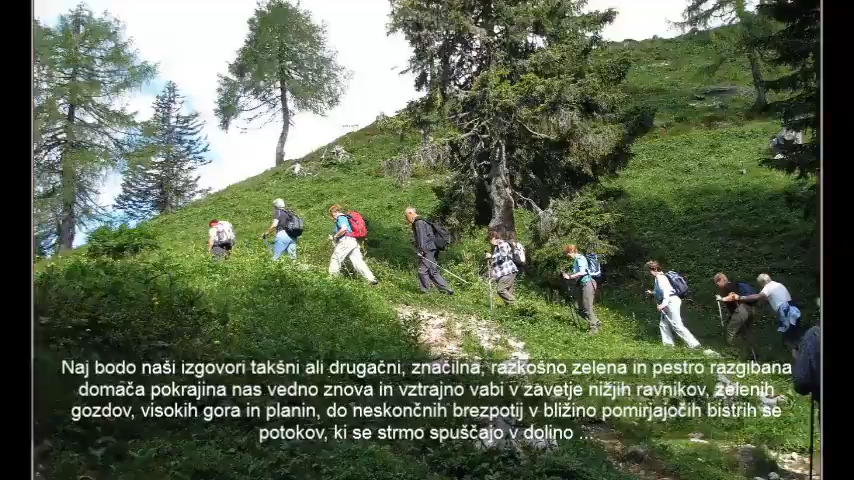 Naj bodo naši izgovori takšni ali drugačni, značilna, razkošno zelena in pestro razgibana
domača pokrajina nas vedno znova in vztrajno vabi v zavetje nižjih ravnikov, zelenih
gozdov, visokih gora in planin, do neskončnih brezpotij v bližino pomirjajočih bistrih se
potokov, ki se strmo spuščajo v dolino ...